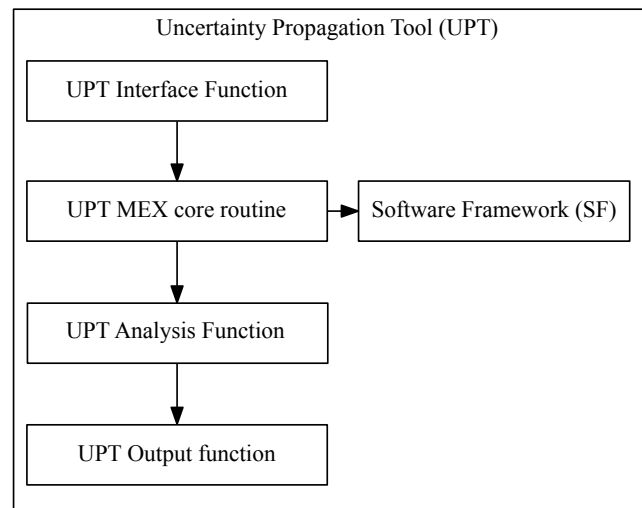 Uncertainty Propagation Tool (UPT)
UPT Interface Function
UPT MEX core routine
Software Framework (SF)
UPT Analysis Function
UPT Output function